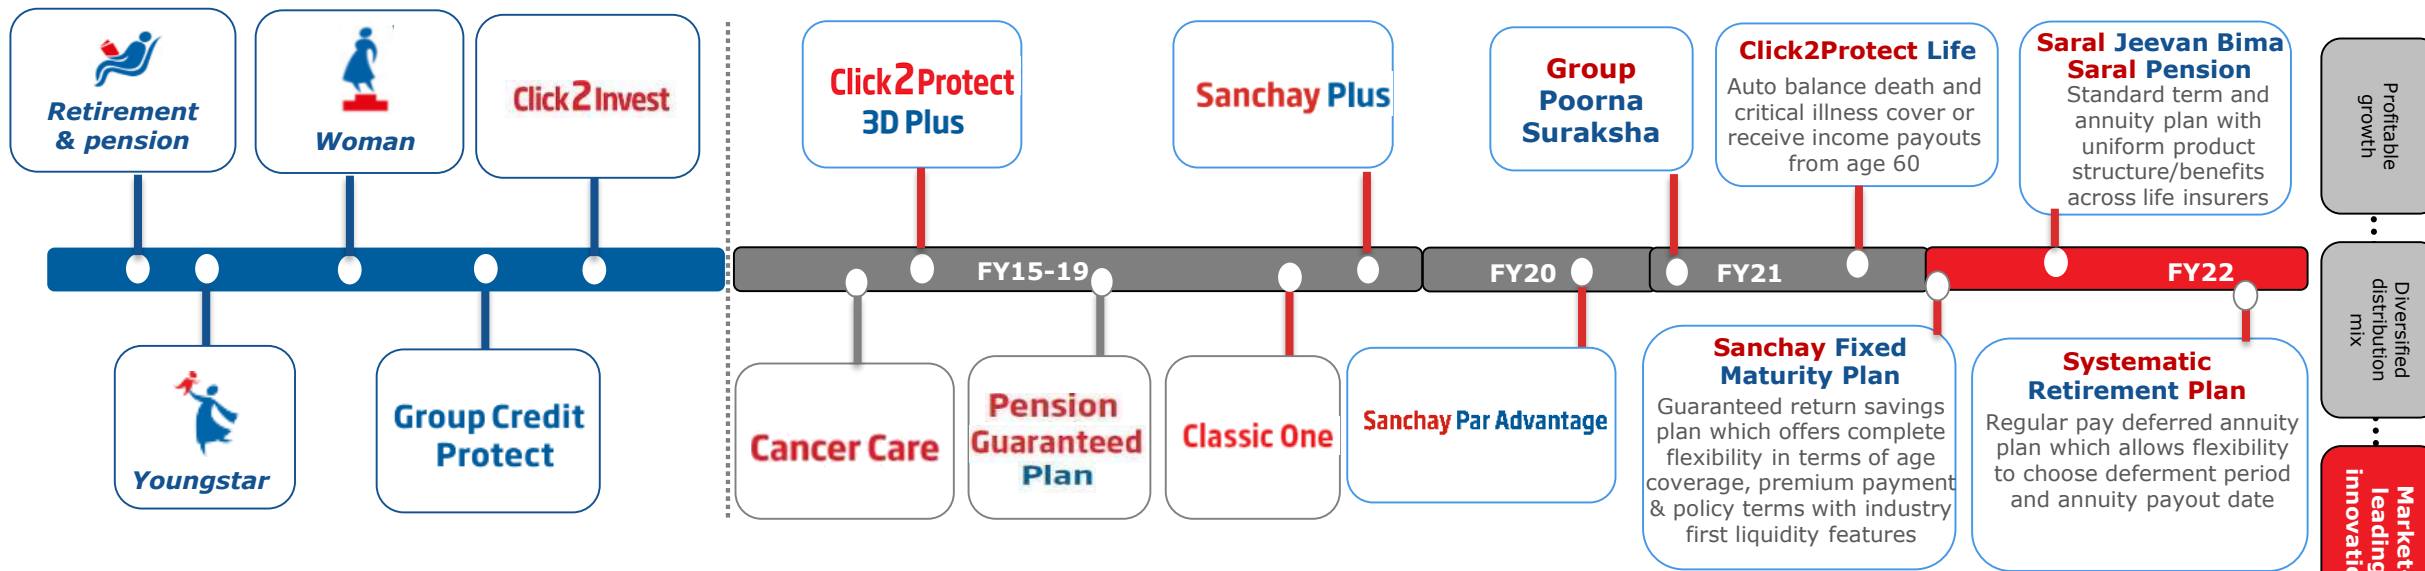 Retirement
& pension
Woman
Click2Invest
Click2Protect
3D Plus
Sanchay Plus
Group
Poorna
Suraksha
Click2Protect Life
Auto balance death and
critical illness cover or
receive income payouts
from age 60
Saral Jeevan Bima
Saral Pension
Standard term and
annuity plan with
uniform product
structure/benefits
across life insurers
FY15-19
FY20
FY21
FY22
Youngstar
Group Credit
Protect
Cancer Care
Pension
Guaranteed
Plan
Classic One
Sanchay Par Advantage
Sanchay Fixed
Maturity Plan
Guaranteed return savings
plan which offers complete
flexibility in terms of age
coverage, premium payment
& policy terms with industry
first liquidity features
Systematic
Retirement Plan
Regular pay deferred annuity
plan which allows flexibility
to choose deferment period
and annuity payout date
Profitable
growth
Diversified
distribution
mix
Market-
leading
innovatio